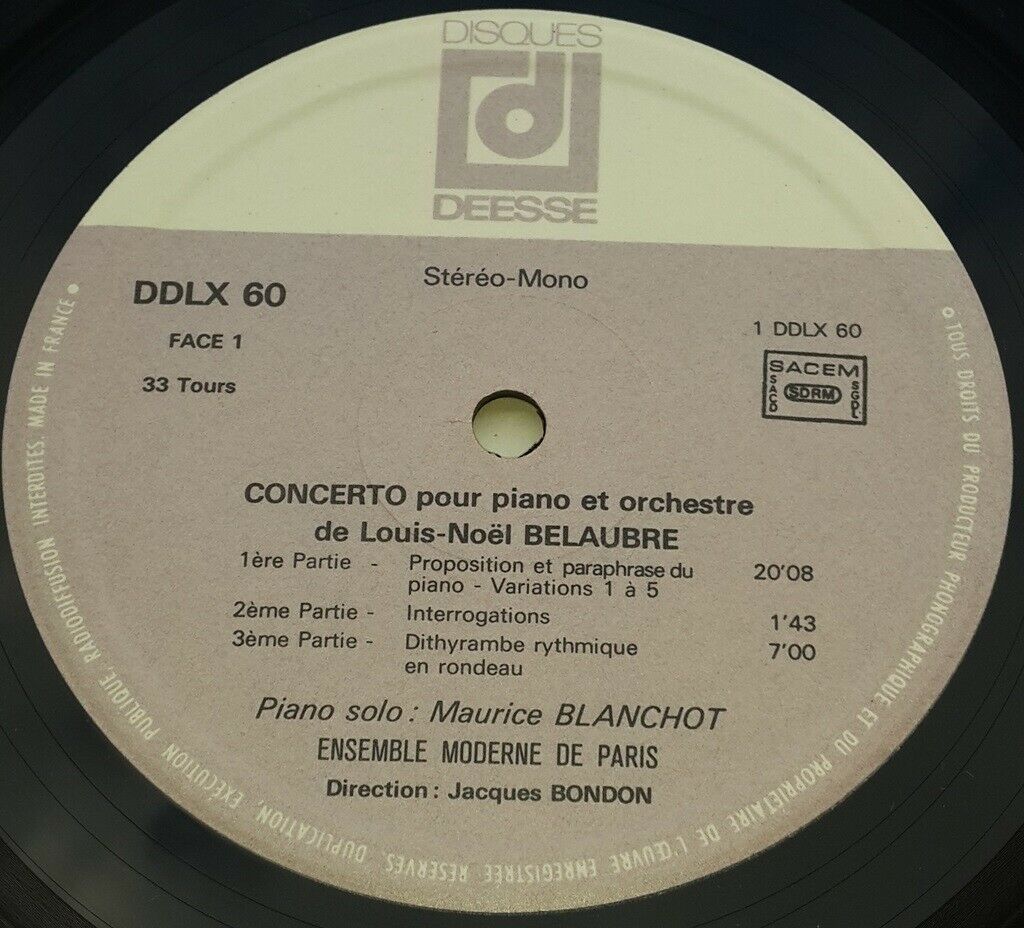 DISQUES
d
DEESSE
Stéréo-Mono
DDLX 60
FACE 1
33 Tours
1 DDLX 60
SACEM
SACD SDRM SGDL
CONCERTO pour piano et orchestre
de Louis-Noël BELAUBRE
1ère Partie - Proposition et paraphrase du
piano - Variations 1 à 5 20'08
2ème Partie - Interrogations 1'43
3ème Partie - Dithyrambe rythmique
en rondeau 7'00
Piano solo : Maurice BLANCHOT
ENSEMBLE MODERNE DE PARIS
Direction : Jacques BONDON
TOUS DROITS DU PRODUCTEUR PHONOGRAPHIQUE ET DU PROPRIETAIRE DE L'ŒUVRE ENREGISTRÉE RESERVES. DUPLICATION, EXÉCUTION PUBLIQUE, RADIODIFFUSION INTERDITES. MADE IN FRANCE